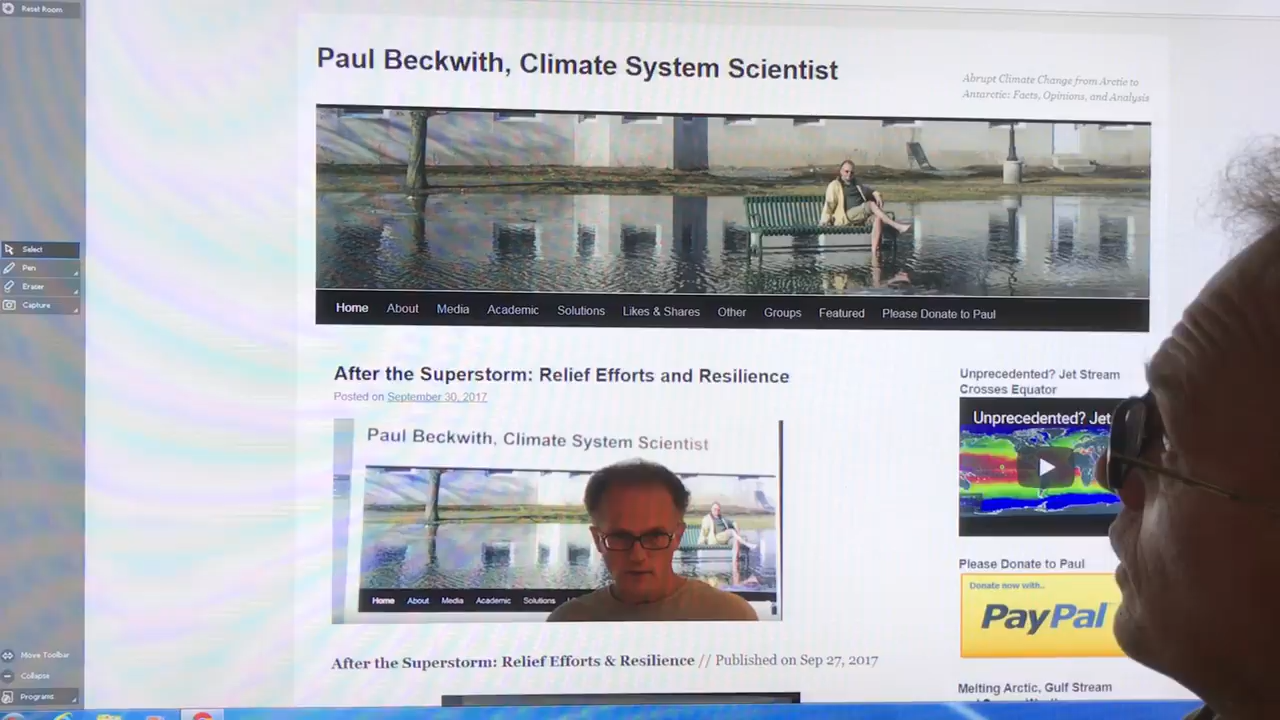 Reset Room
Paul Beckwith, Climate System Scientist
Abrupt Climate Change from Arctic to
Antarctic: Facts, Opinions, and Analysis
Select
Pen
Eraser
Capture
Home About Media Academic Solutions Likes & Shares Other Groups Featured Please Donate to Paul
After the Superstorm: Relief Efforts and Resilience
Posted on September 30, 2017
Unprecedented? Jet Stream
Crosses Equator
Unprecedented? Jet
Paul Beckwith, Climate System Scientist
Home About Media Academic Solutions
Please Donate to Paul
Donate now with..
PayPal
After the Superstorm: Relief Efforts & Resilience // Published on Sep 27, 2017
Melting Arctic, Gulf Stream
Move Toolbar
Collapse
Programs